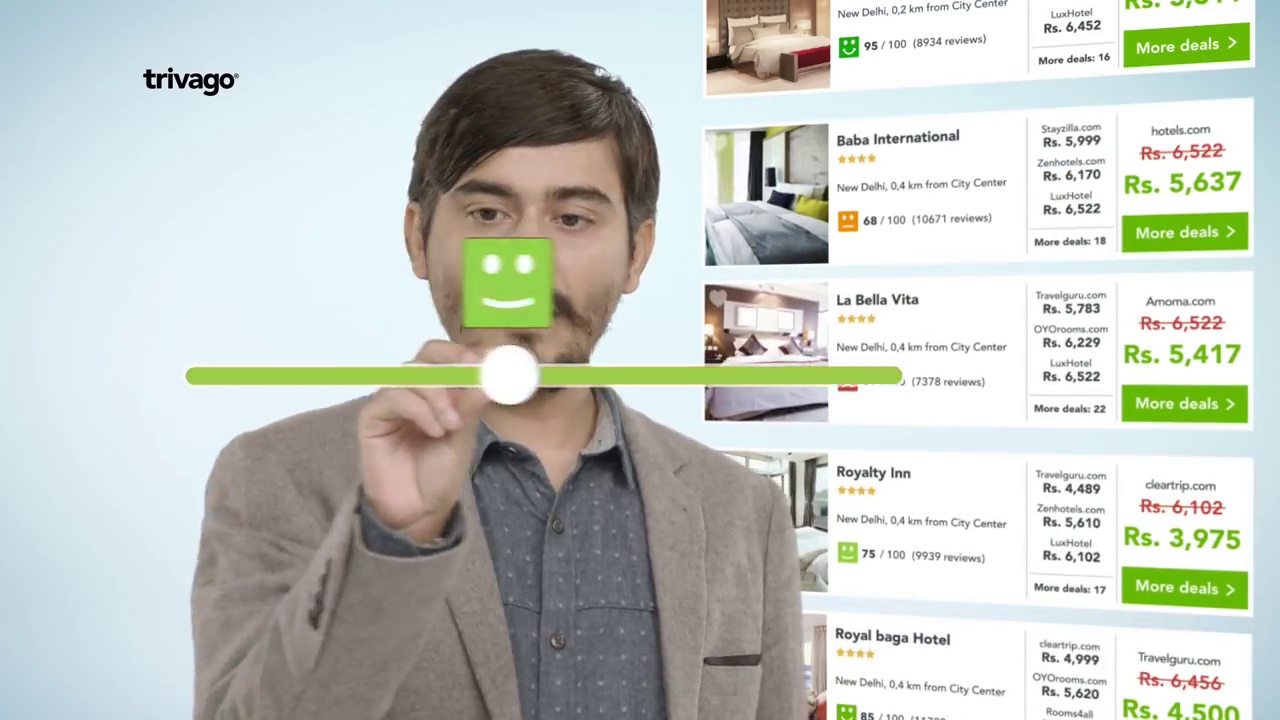 trivago®
New Delhi, 0,2 km from City Center
95 / 100 (8934 reviews)
LuxHotel
Rs. 6,452
More deals: 16
More deals >
Baba International
New Delhi, 0,4 km from City Center
68 / 100 (10671 reviews)
Stayzilla.com
Rs. 5,999
Zenhotels.com
Rs. 6,170
LuxHotel
Rs. 6,522
More deals: 18
hotels.com
Rs. 6,522
Rs. 5,637
More deals >
La Bella Vita
New Delhi, 0,4 km from City Center
(7378 reviews)
Travelguru.com
Rs. 5,783
OYOrooms.com
Rs. 6,229
LuxHotel
Rs. 6,522
More deals: 22
Amoma.com
Rs. 6,522
Rs. 5,417
More deals >
Royalty Inn
New Delhi, 0,4 km from City Center
75 / 100 (9939 reviews)
Travelguru.com
Rs. 4,489
Zenhotels.com
Rs. 5,610
LuxHotel
Rs. 6,102
More deals: 17
cleartrip.com
Rs. 6,102
Rs. 3,975
More deals >
Royal baga Hotel
New Delhi, 0,4 km from City Center
85 / 100
cleartrip.com
Rs. 4,999
OYOrooms.com
Rs. 5,620
Rooms4all
Travelguru.com
Rs. 6,456
Rs. 4,500